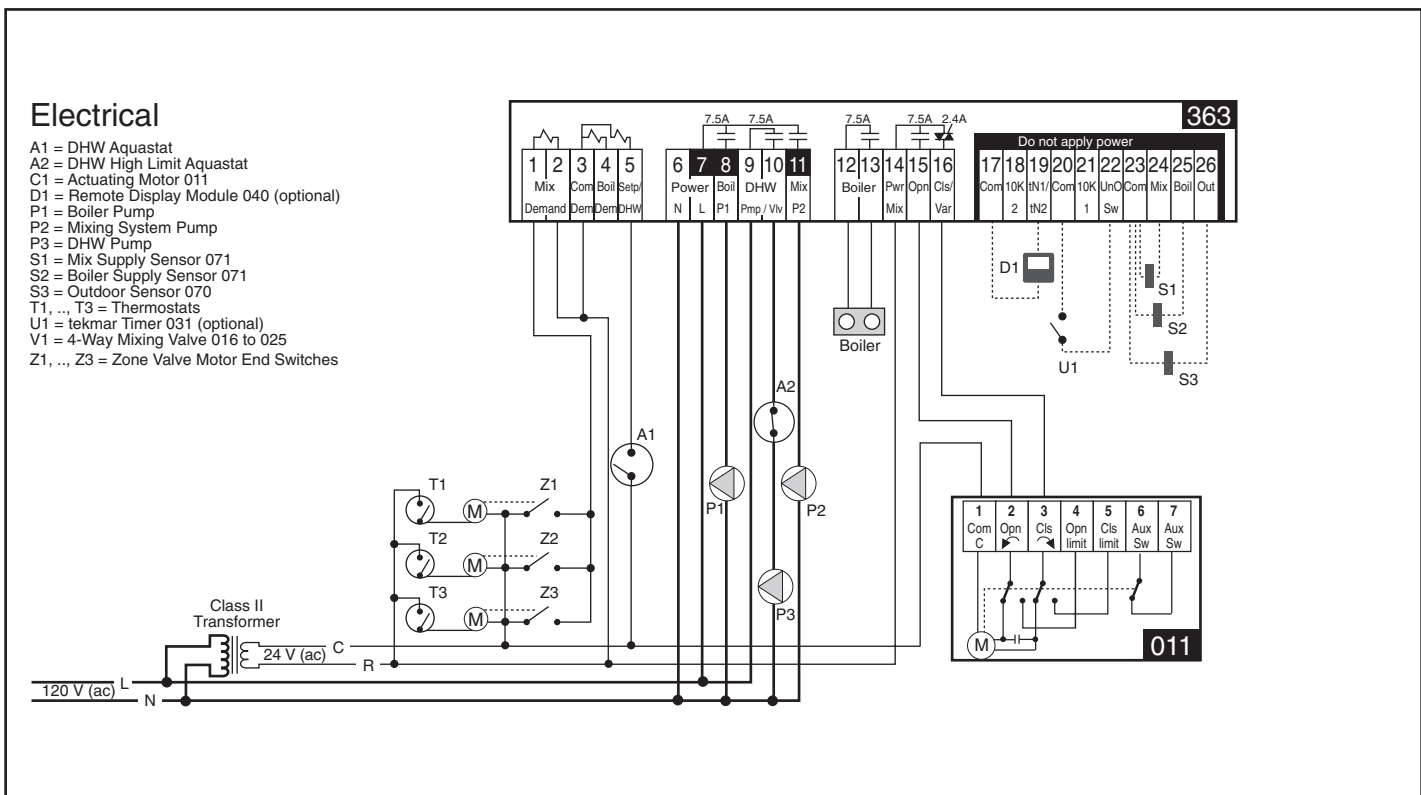 Electrical
A1 = DHW Aquastat
A2 = DHW High Limit Aquastat
C1 = Actuating Motor 011
D1 = Remote Display Module 040 (optional)
P1 = Boiler Pump
P2 = Mixing System Pump
P3 = DHW Pump
S1 = Mix Supply Sensor 071
S2 = Boiler Supply Sensor 071
S3 = Outdoor Sensor 070
T1, .., T3 = Thermostats
U1 = tekmar Timer 031 (optional)
V1 = 4-Way Mixing Valve 016 to 025
Z1, .., Z3 = Zone Valve Motor End Switches
363
7.5A 7.5A 7.5A 7.5A 2.4A
Do not apply power
1 2 3 4 5 6 7 8 9 10 11 12 13 14 15 16 17 18 19 20 21 22 23 24 25 26
Mix Com Boil Setp/ Power Boil DHW Mix Boiler Pwr Opn Cls/ Com 10K tN1/ Com 10K UnO Com Mix Boil Out
Demand Dem Dem DHW N L P1 Pmp / Vlv P2 Mix Var 2 tN2 1 Sw
D1
S1
S2
S3
U1
Boiler
A2
A1
P1
P2
P3
T1 Z1
M
T2 Z2
M
T3 Z3
M
1 2 3 4 5 6 7
Com Opn Cls Opn Cls Aux Aux
C limit limit Sw Sw
M
011
Class II
Transformer
24 V (ac) C
R
120 V (ac) L
N